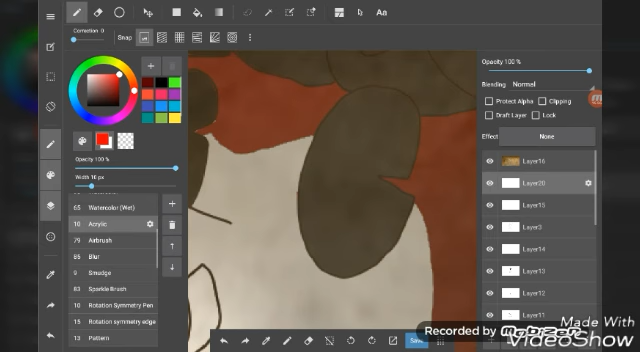 Aa
Correction 0
Snap
Opacity 100 %
Blending
Normal
Protect Alpha
Clipping
Draft Layer
Lock
Effect
None
Opacity 100 %
Width 10 px
65 Watercolor (Wet)
10 Acrylic
79 Airbrush
85 Blur
9 Smudge
83 Sparkle Brush
10 Rotation Symmetry Pen
15 Rotation symmetry edge
13 Pattern
Layer16
Layer20
Layer15
Layer3
Layer14
Layer13
Layer12
Layer11
Save
Recorded by
MOBIZEN
Made With
VideoShow